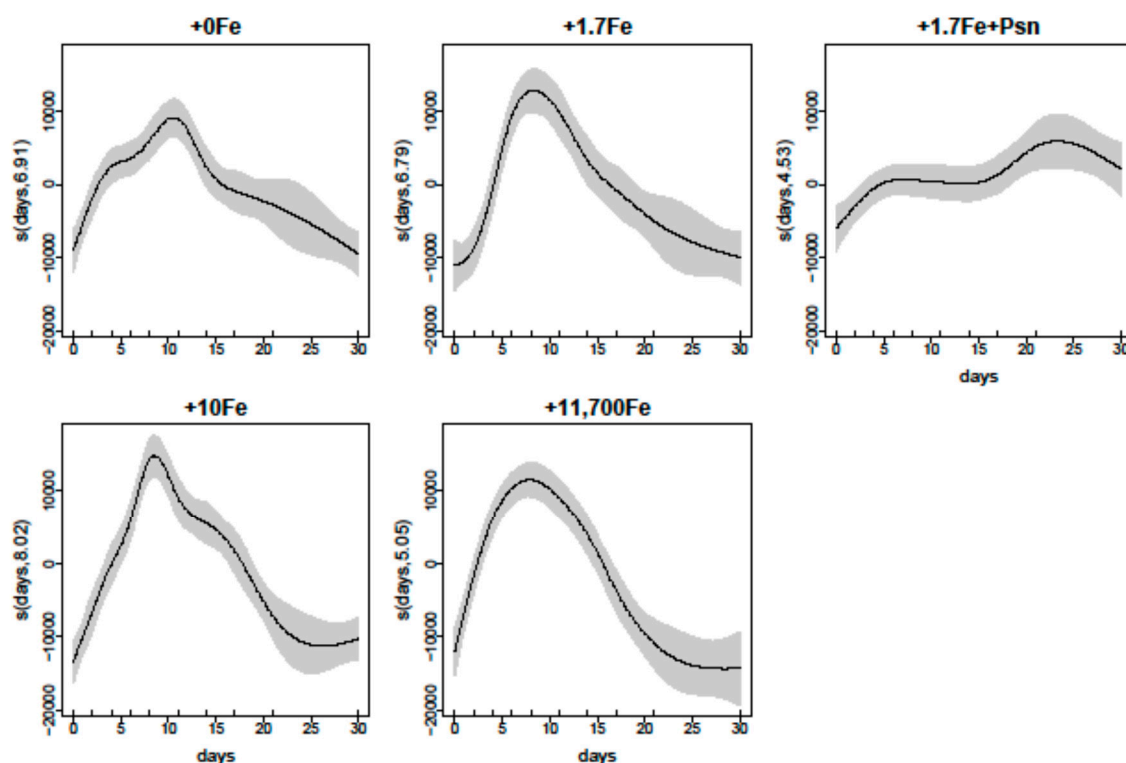 +0Fe +1.7Fe +1.7Fe+Psn
s(days,6.91)
-20000 -10000 0 10000
0 5 10 15 20 25 30
s(days,6.79)
-20000 -10000 0 10000
0 5 10 15 20 25 30
s(days,4.53)
-20000 -10000 0 10000
0 5 10 15 20 25 30
days
+10Fe +11,700Fe
s(days,8.02)
-20000 -10000 0 10000
0 5 10 15 20 25 30
days
s(days,5.05)
-20000 -10000 0 10000
0 5 10 15 20 25 30
days